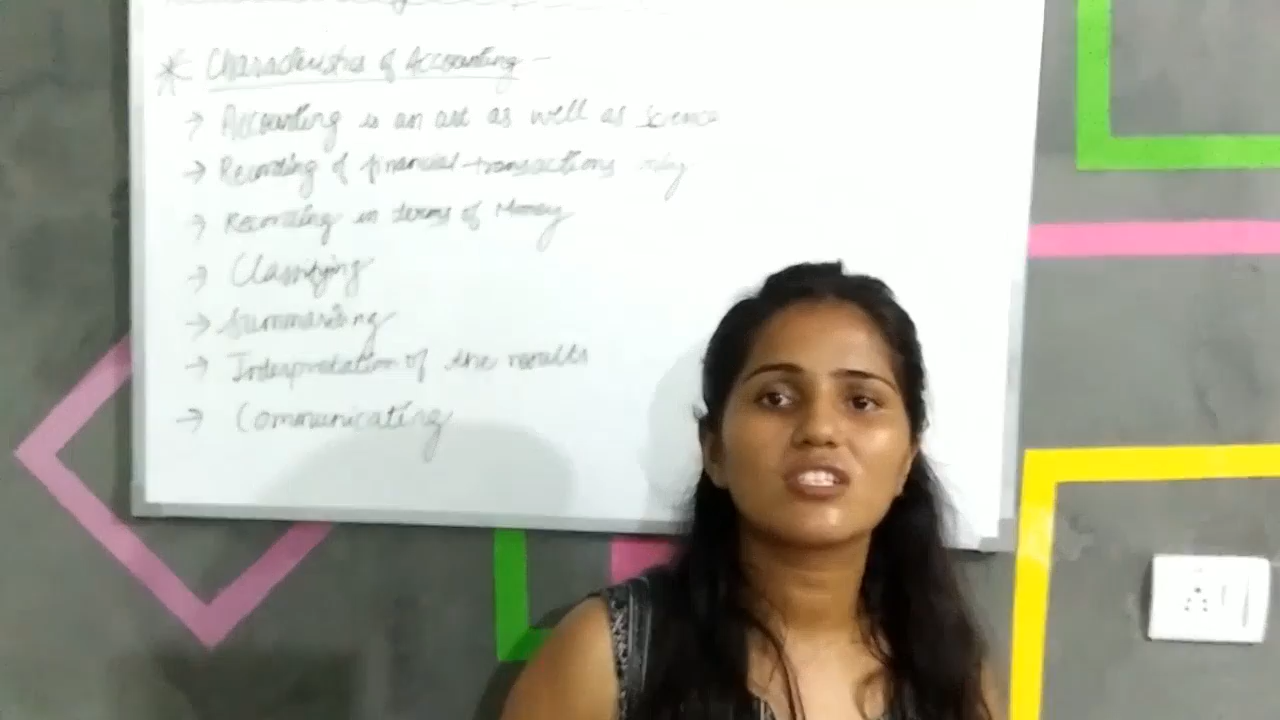 * Characteristics of Accounting -
→ Accounting is an art as well as science
→ Recording of financial transactions only
→ Recording in terms of Money
→ Classifying
→ Summarising
→ Interpretation of the results
→ Communicating